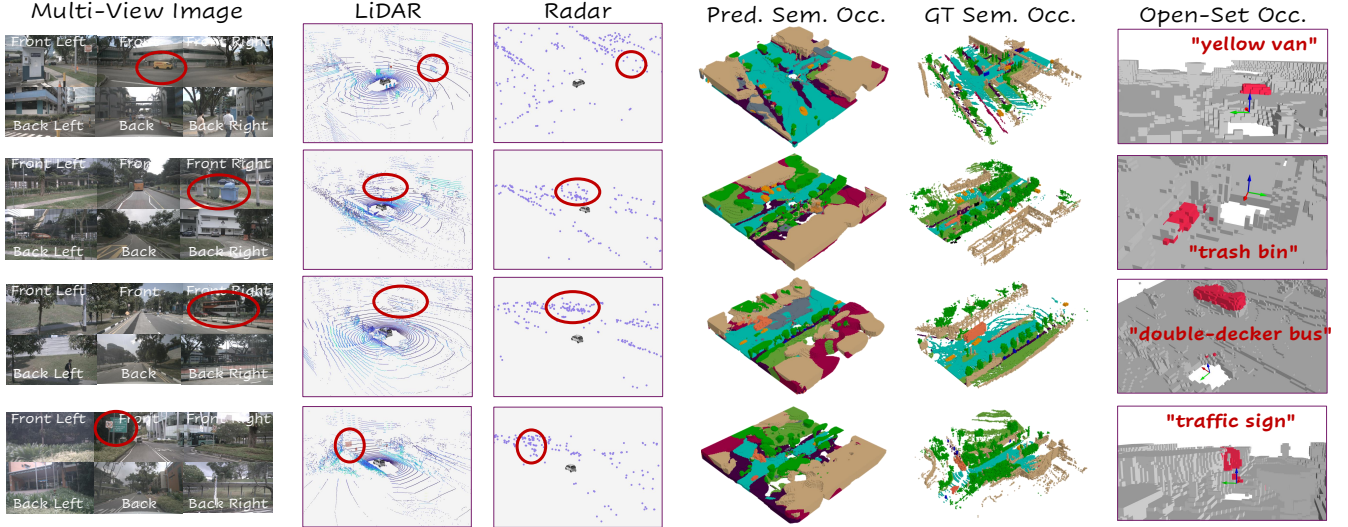 Multi-View Image LiDAR Radar Pred. Sem. Occ. GT Sem. Occ. Open-Set Occ.
Front Left Front Front Right
Back Left Back Back Right
"yellow van"
Front Left Front Front Right
Back Left Back Back Right
"trash bin"
Front Left Front Front Right
Back Left Back Back Right
"double-decker bus"
Front Left Front Front Right
Back Left Back Back Right
"traffic sign"